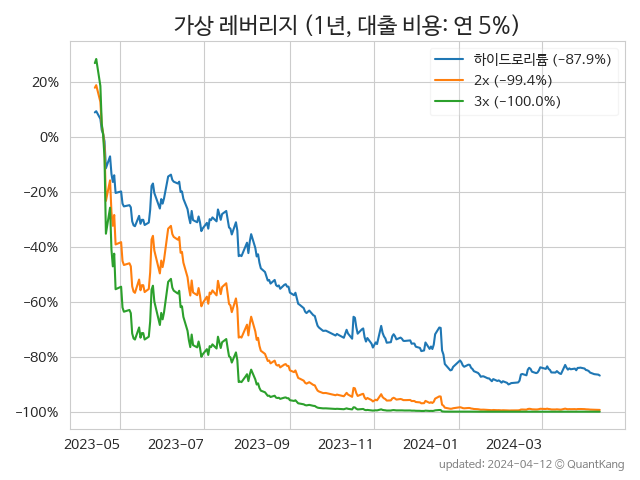 가상 레버리지 (1년, 대출 비용: 연 5%)
하이드로리튬 (−87.9%)
2x (−99.4%)
3x (−100.0%)
20%
0%
−20%
−40%
−60%
−80%
−100%
2023-05 2023-07 2023-09 2023-11 2024-01 2024-03
updated: 2024-04-12 © QuantKang